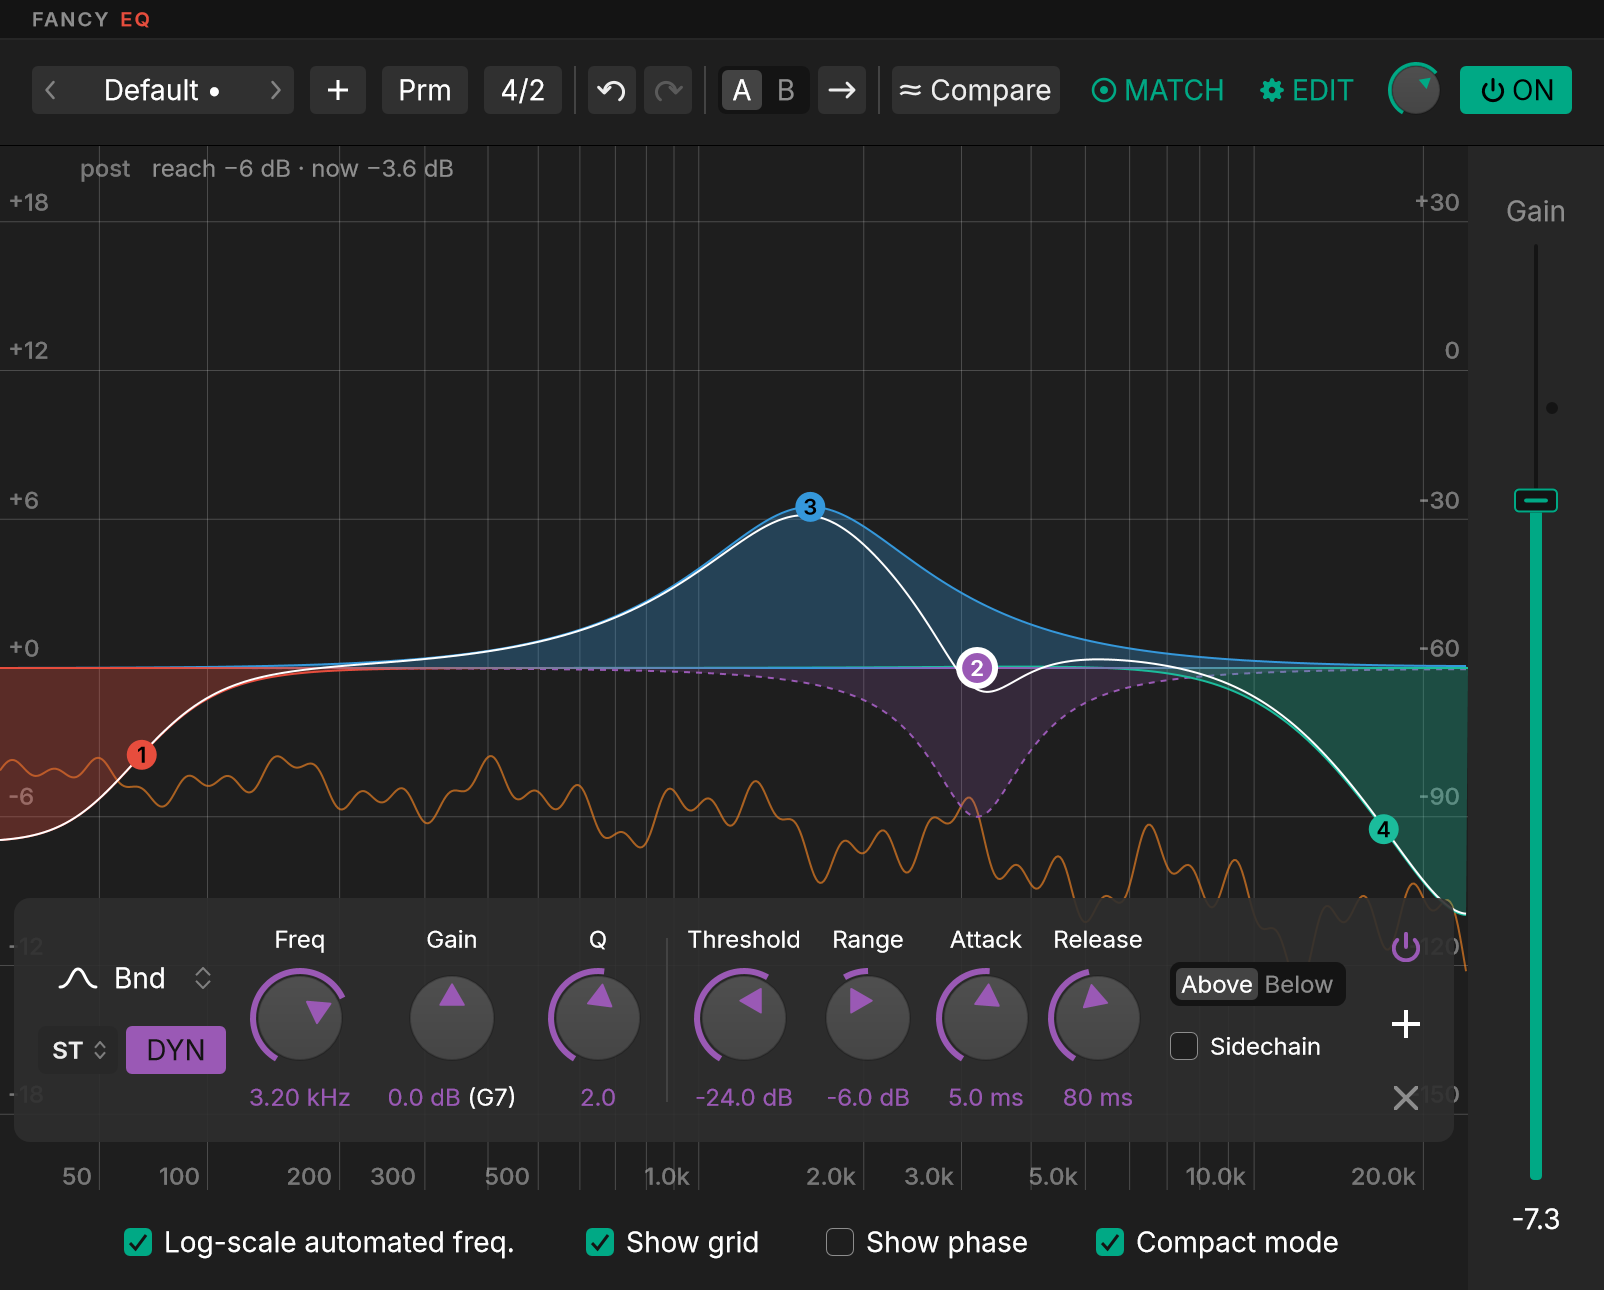 FANCY EQ
Default •
+
Prm
4/2
A B
Compare
MATCH
EDIT
ON
post reach −6 dB · now −3.6 dB
+18 +30
Gain
+12 0
+6 -30
3
+0 -60
2
1
-6 -90
4
Freq Gain Q Threshold Range Attack Release
-12 -120
Bnd
Above Below
ST DYN
Sidechain
3.20 kHz 0.0 dB (G7) 2.0 -24.0 dB -6.0 dB 5.0 ms 80 ms
-18 -150
50 100 200 300 500 1.0k 2.0k 3.0k 5.0k 10.0k 20.0k
-7.3
Log-scale automated freq. Show grid Show phase Compact mode